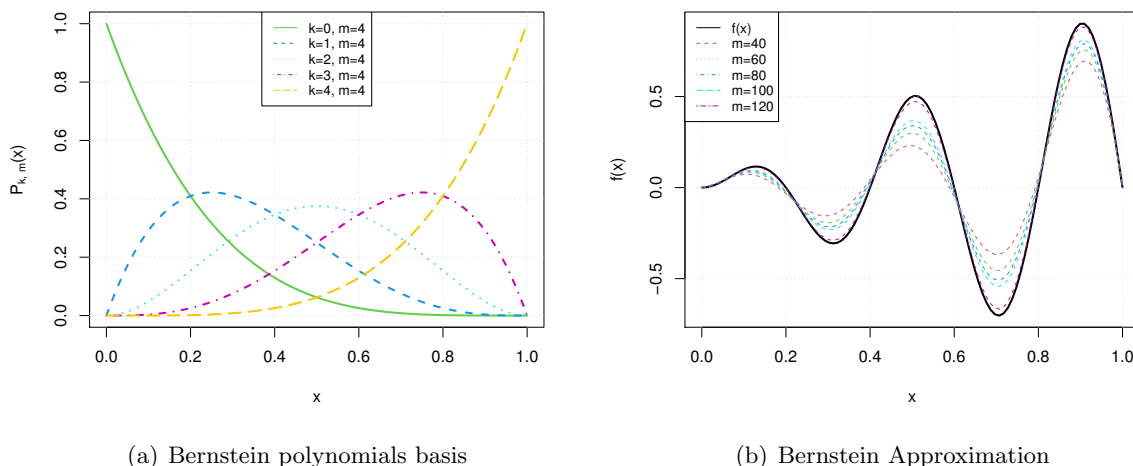 k=0, m=4
k=1, m=4
k=2, m=4
k=3, m=4
k=4, m=4
P k, m(x)
0.0
0.2
0.4
0.6
0.8
1.0
0.0 0.2 0.4 0.6 0.8 1.0
x
(a) Bernstein polynomials basis
f(x)
m=40
m=60
m=80
m=100
m=120
f(x)
−0.5
0.0
0.5
0.0 0.2 0.4 0.6 0.8 1.0
x
(b) Bernstein Approximation